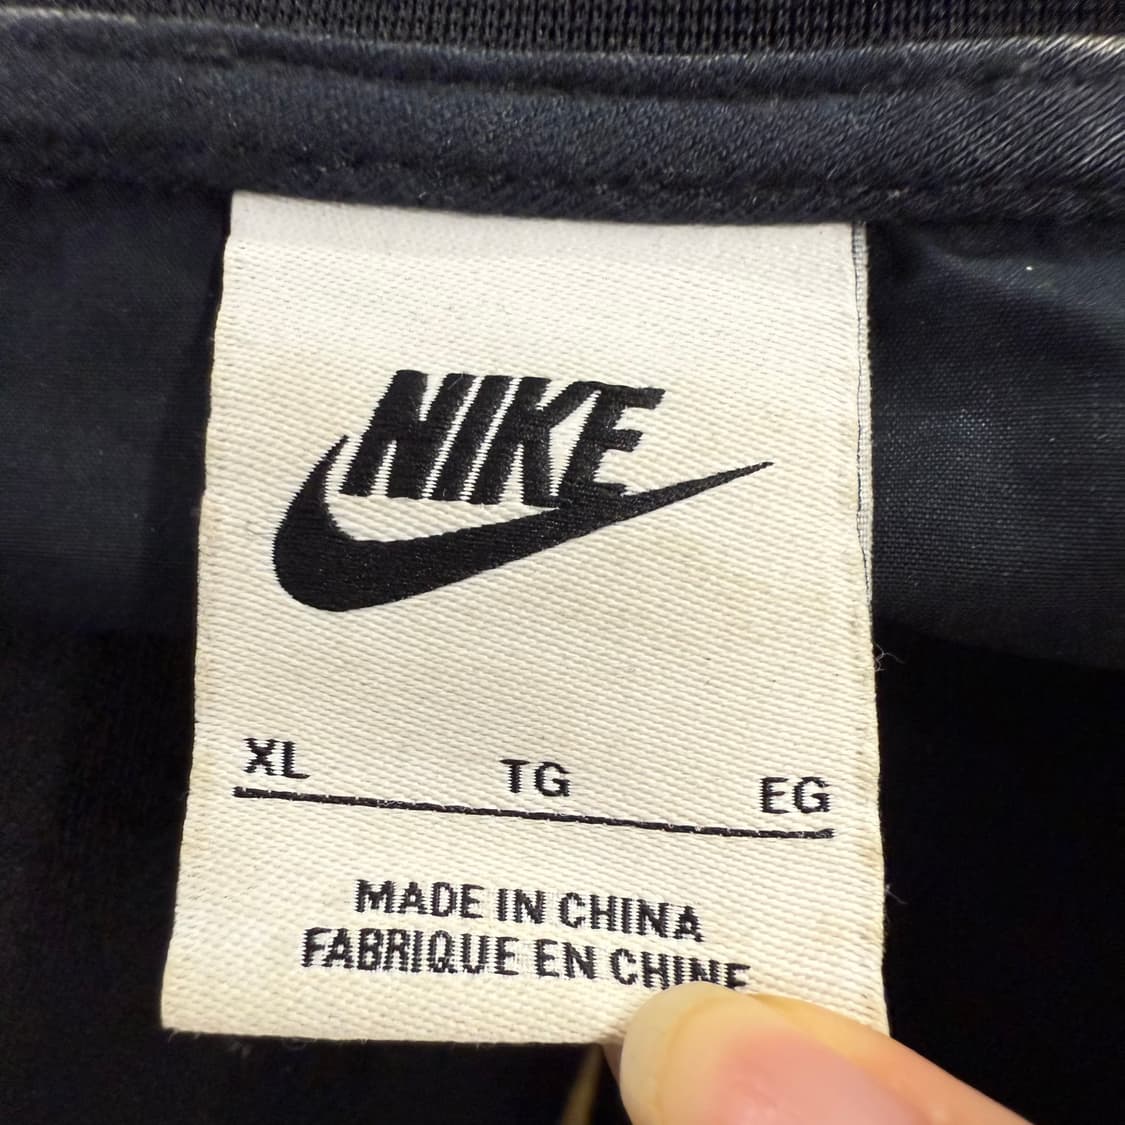 NIKE
XL TG EG
MADE IN CHINA
FABRIQUE EN CHINE